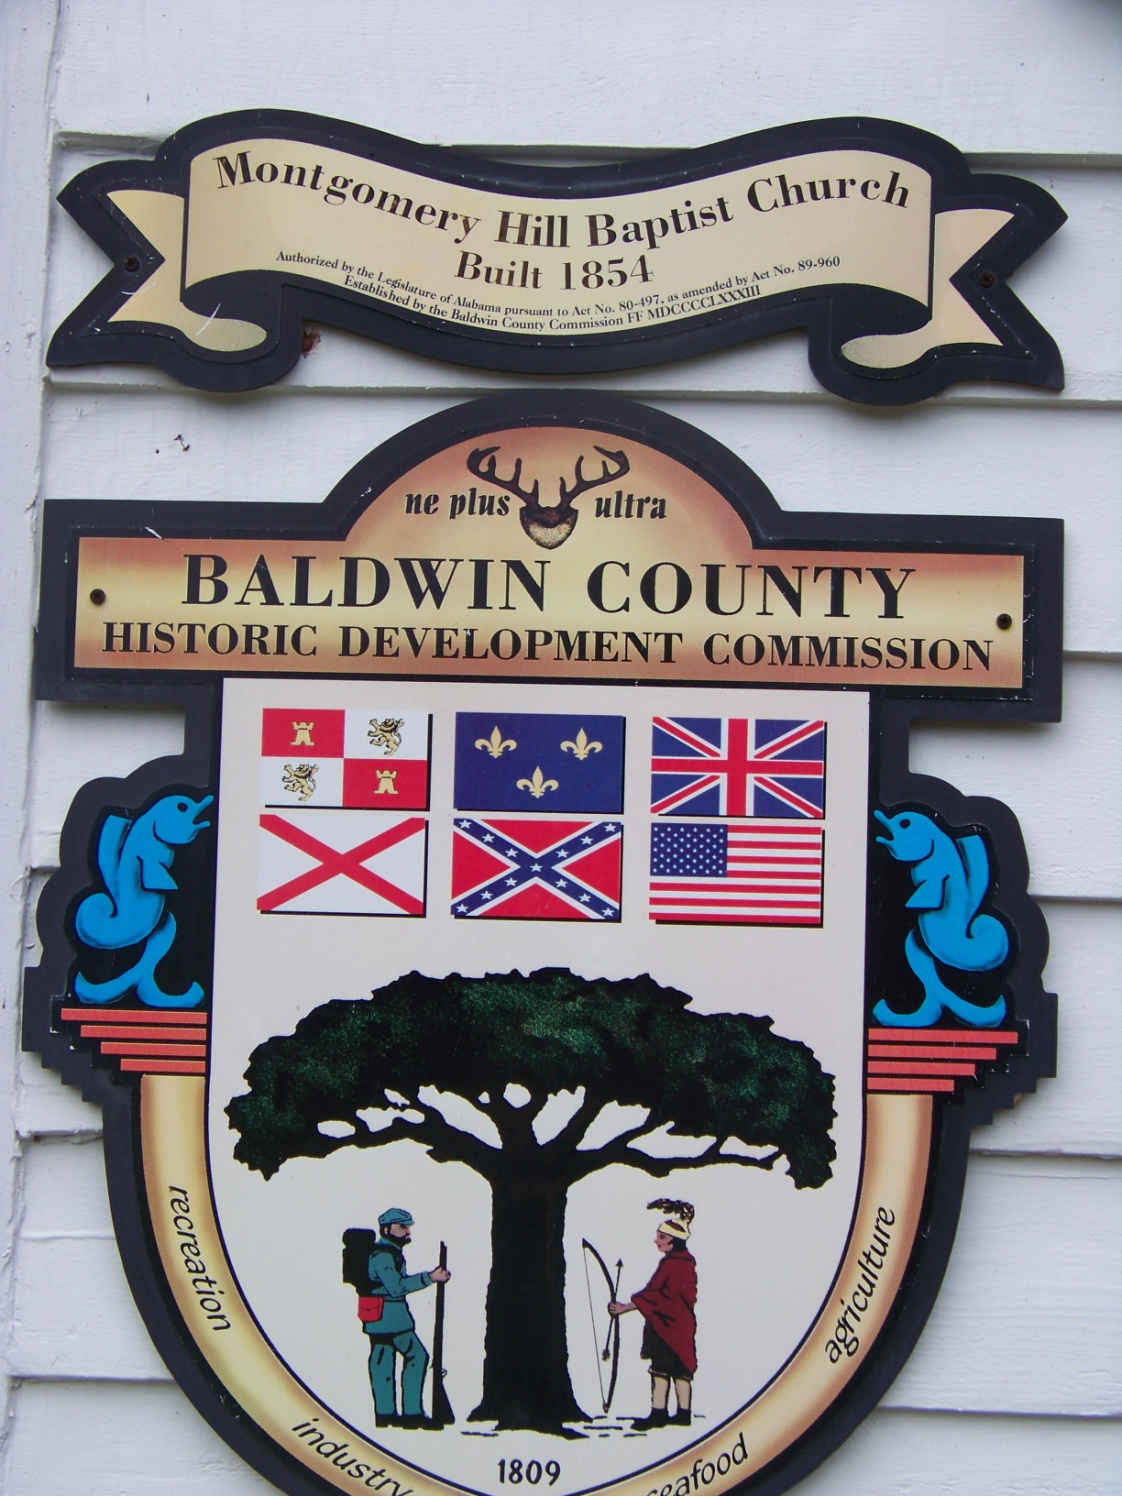 Montgomery Hill Baptist Church
Built 1854
Authorized by the Legislature of Alabama pursuant to Act No. 80-497, as amended by Act No. 89-960
Established by the Baldwin County Commission FF MDCCCCLXXXIII
ne plus ultra
BALDWIN COUNTY
HISTORIC DEVELOPMENT COMMISSION
recreation
agriculture
industry
seafood
1809